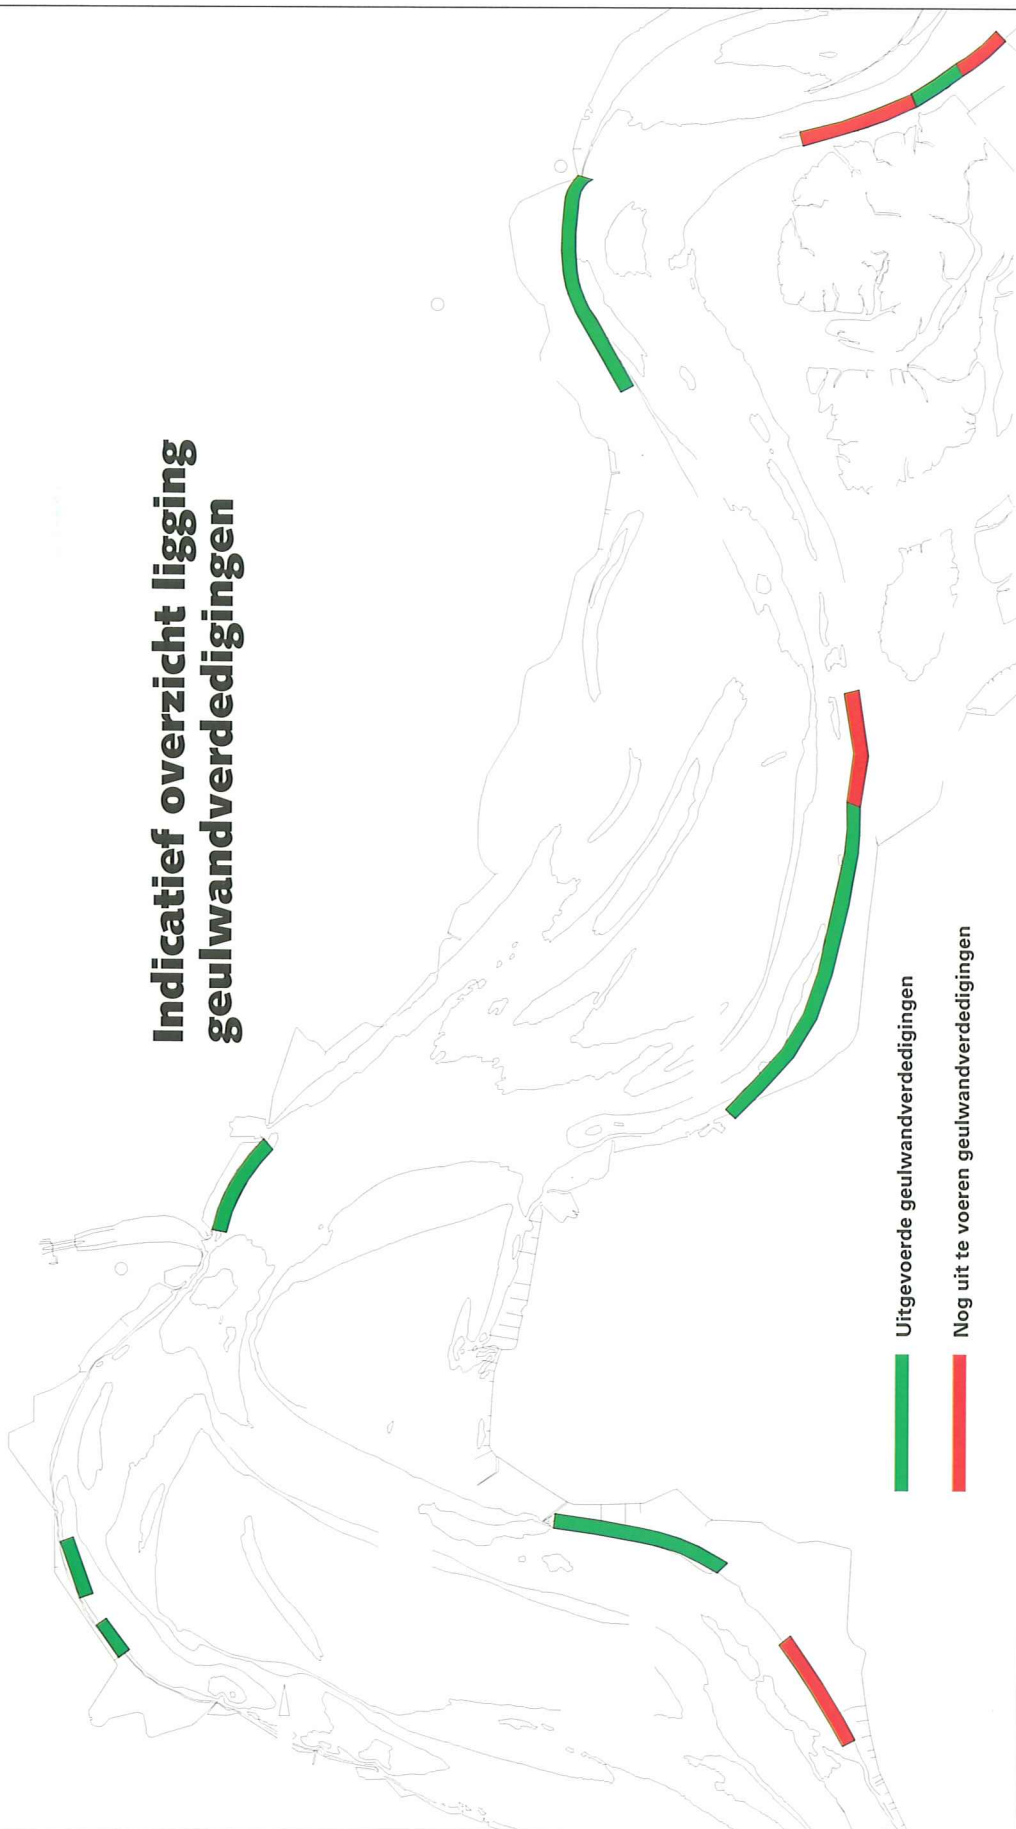 Indicatief overzicht ligging
geulwandverdedigingen
Uitgevoerde geulwandverdedigingen
Nog uit te voeren geulwandverdedigingen